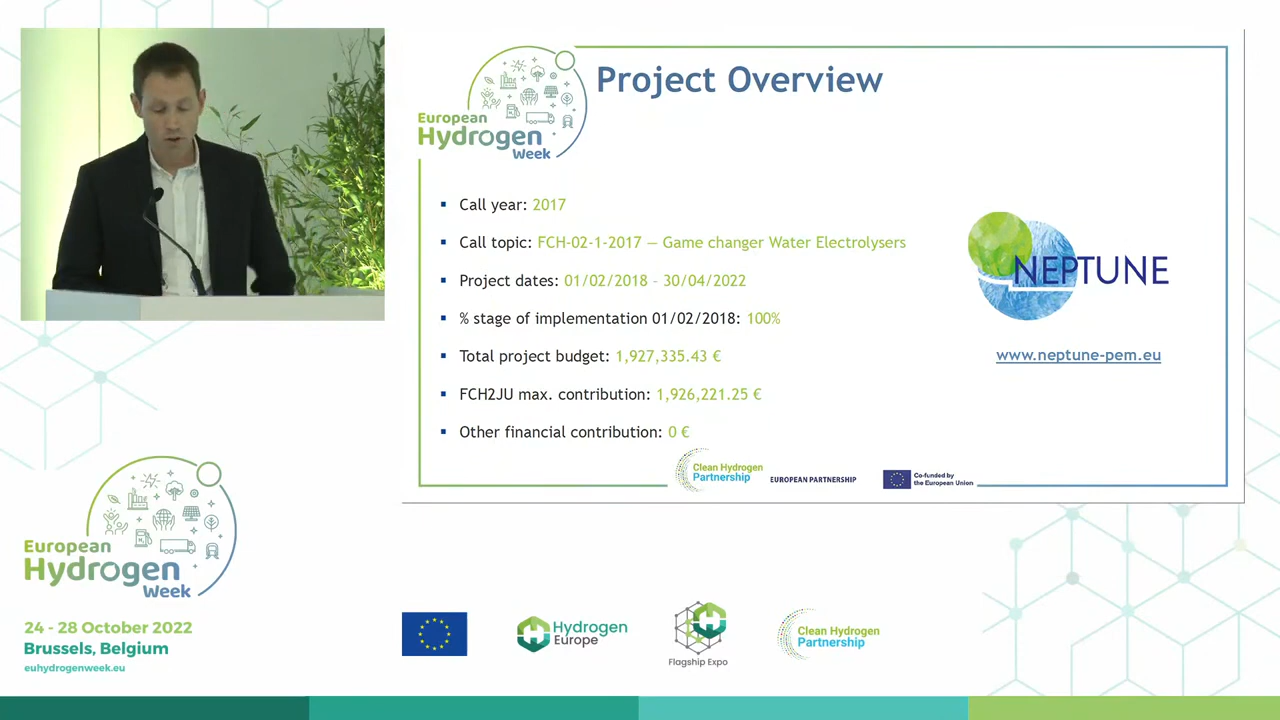 Project Overview
European
Hydrogen
Week
▪ Call year: 2017
▪ Call topic: FCH-02-1-2017 – Game changer Water Electrolysers
▪ Project dates: 01/02/2018 - 30/04/2022
▪ % stage of implementation 01/02/2018: 100%
▪ Total project budget: 1,927,335.43 €
▪ FCH2JU max. contribution: 1,926,221.25 €
▪ Other financial contribution: 0 €
NEPTUNE
www.neptune-pem.eu
Clean Hydrogen
Partnership
EUROPEAN PARTNERSHIP
Co-funded by
the European Union
European
Hydrogen
Week
24 - 28 October 2022
Brussels, Belgium
euhydrogenweek.eu
Hydrogen
Europe
Flagship Expo
Clean Hydrogen
Partnership